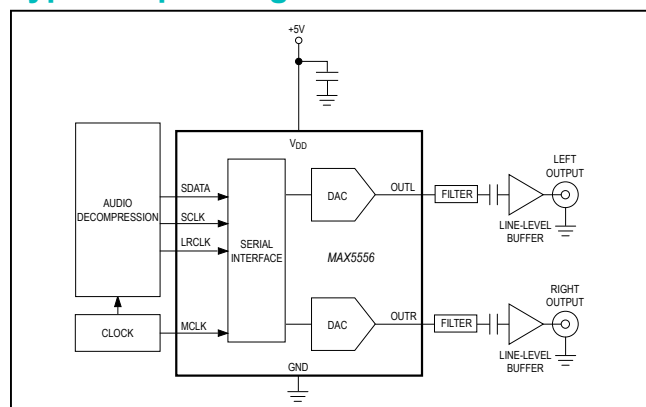 +5V
VDD
AUDIO
DECOMPRESSION
SDATA
SCLK
LRCLK
SERIAL
INTERFACE
DAC
OUTL
FILTER
LINE-LEVEL
BUFFER
LEFT
OUTPUT
MAX5556
CLOCK
MCLK
DAC
OUTR
FILTER
LINE-LEVEL
BUFFER
RIGHT
OUTPUT
GND